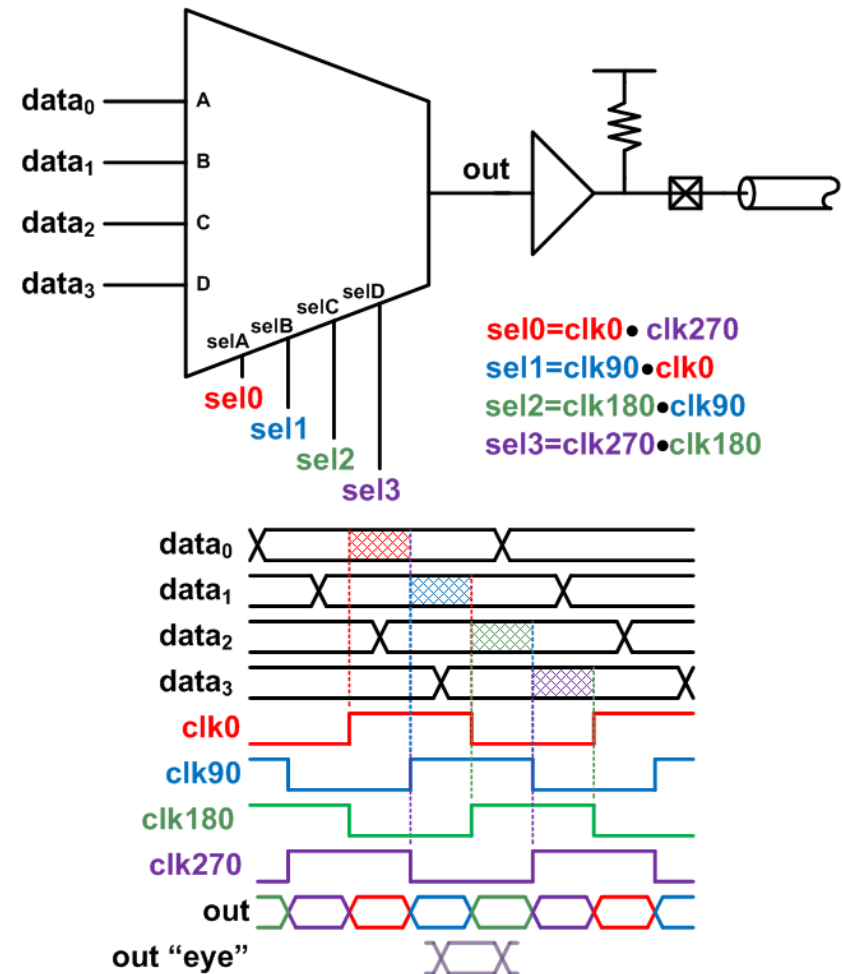 data₀
A
data₁
B
out
data₂
C
data₃
D
selA selB selC selD
sel0
sel1
sel2
sel3
sel0=clk0•clk270
sel1=clk90•clk0
sel2=clk180•clk90
sel3=clk270•clk180
data₀
data₁
data₂
data₃
clk0
clk90
clk180
clk270
out
out “eye”